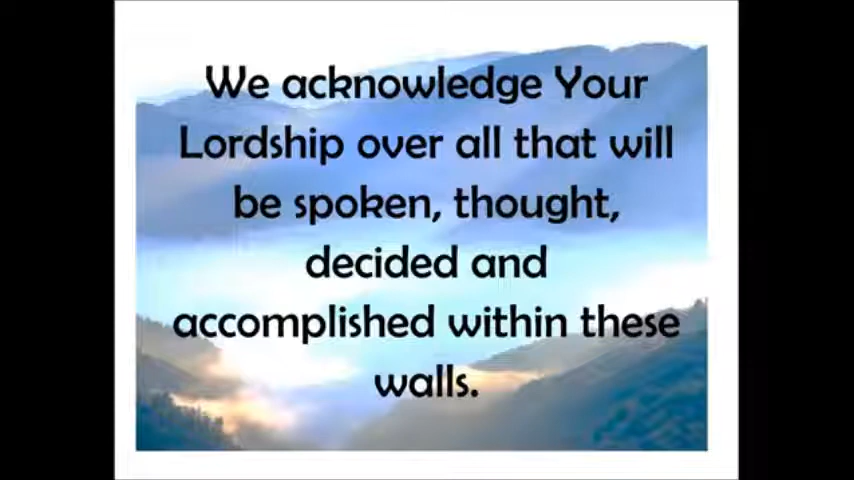 We acknowledge Your
Lordship over all that will
be spoken, thought,
decided and
accomplished within these
walls.